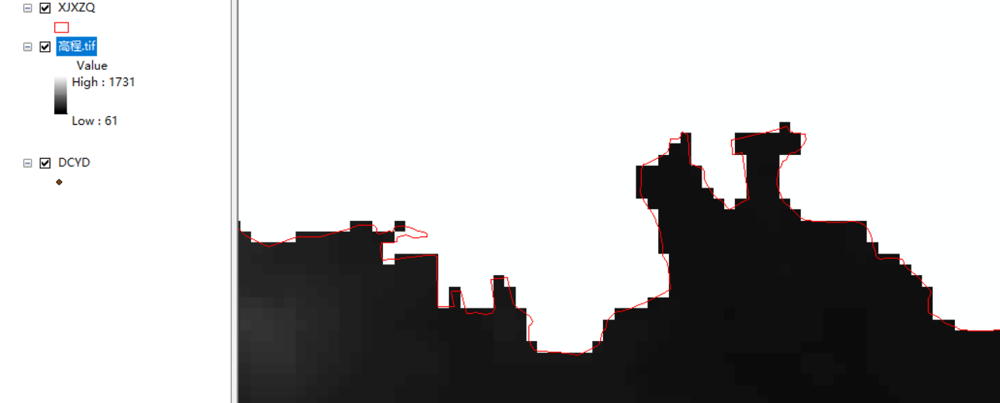 XJXZQ
高程.tif
Value
High : 1731
Low : 61
DCYD